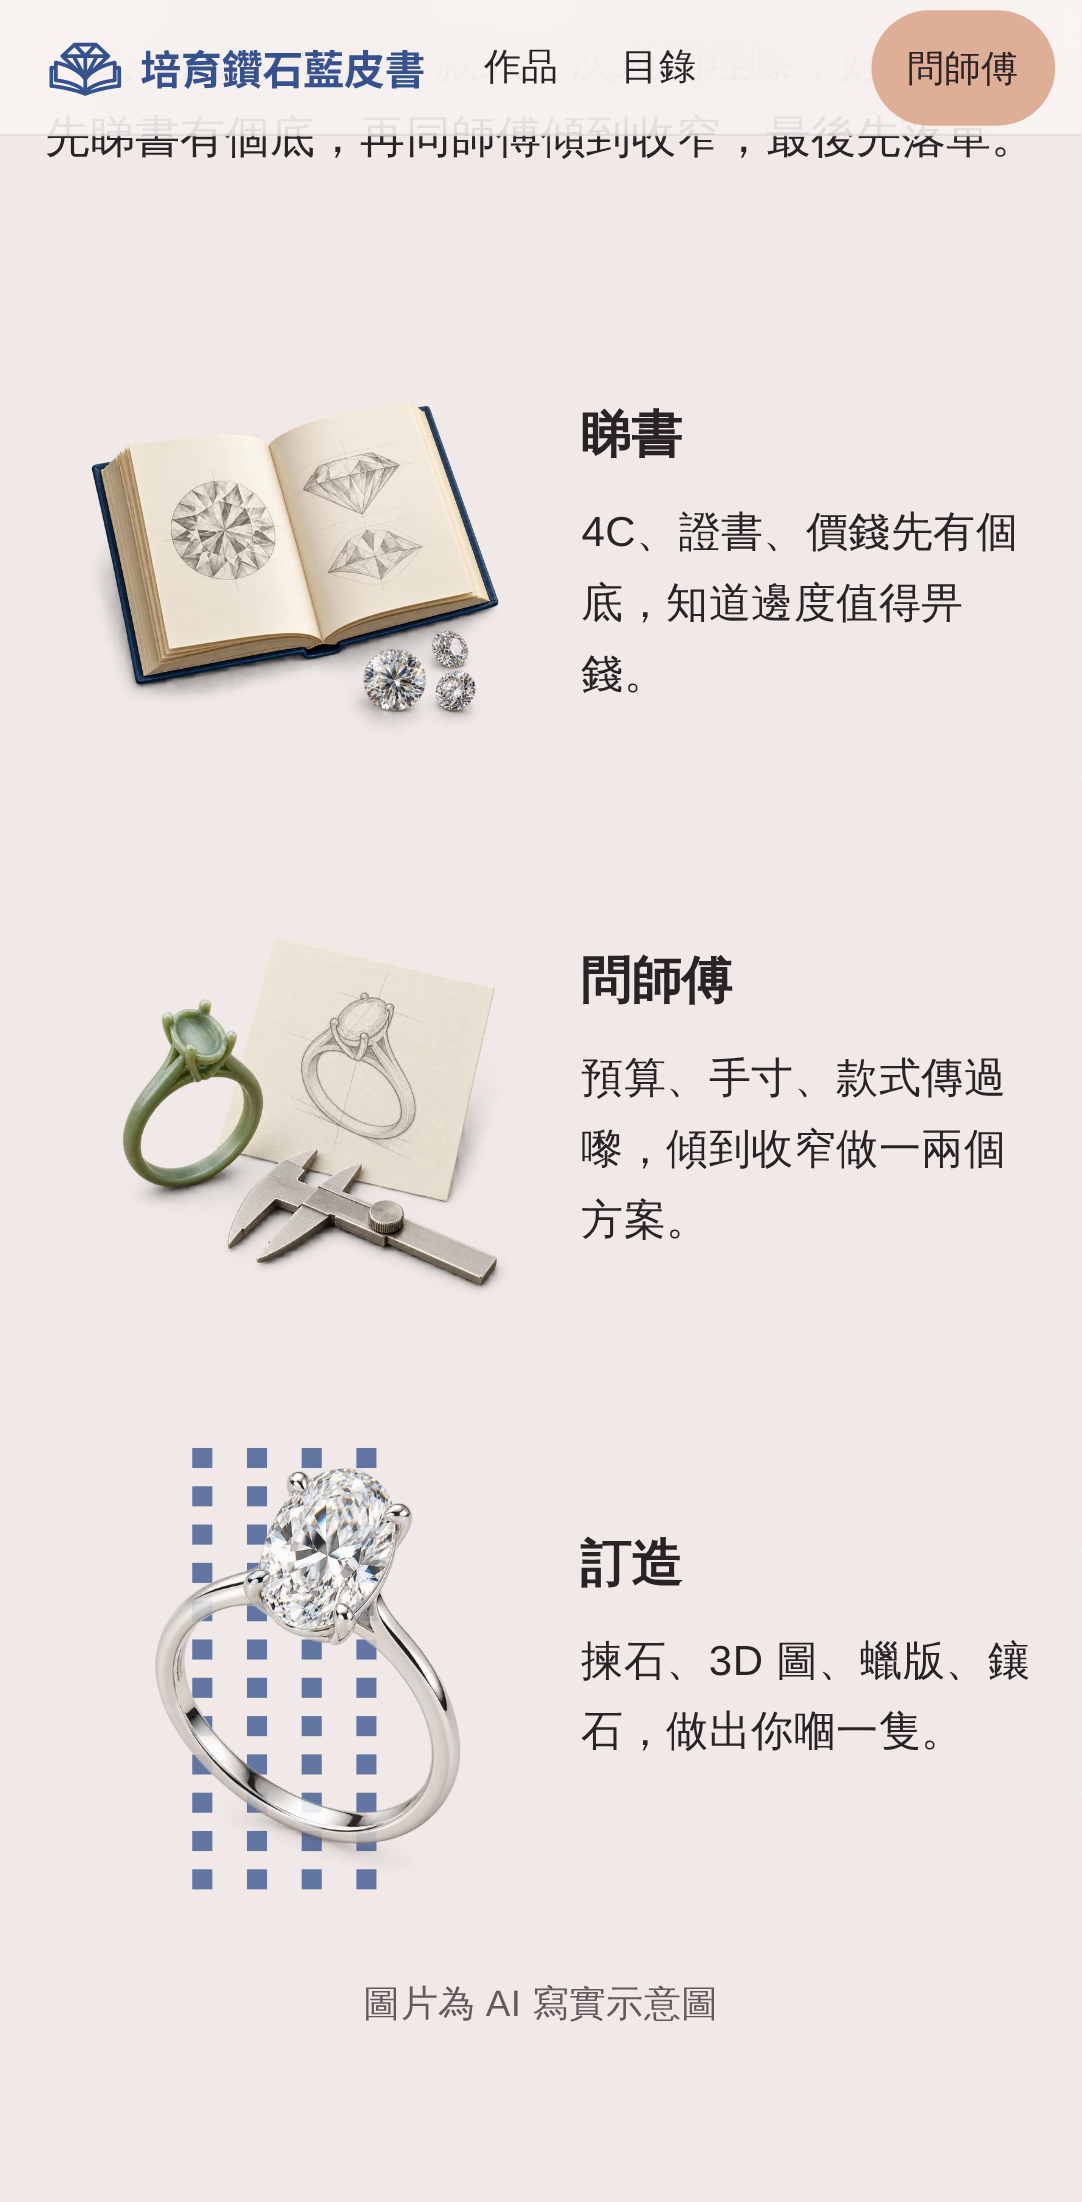 培育鑽石藍皮書
作品
目錄
問師傅
先睇書有個底，再同師傅傾到收窄，最後先落單。
睇書
4C、證書、價錢先有個
底，知道邊度值得畀
錢。
問師傅
預算、手寸、款式傳過
嚟，傾到收窄做一兩個
方案。
訂造
揀石、3D 圖、蠟版、鑲
石，做出你嗰一隻。
圖片為 AI 寫實示意圖